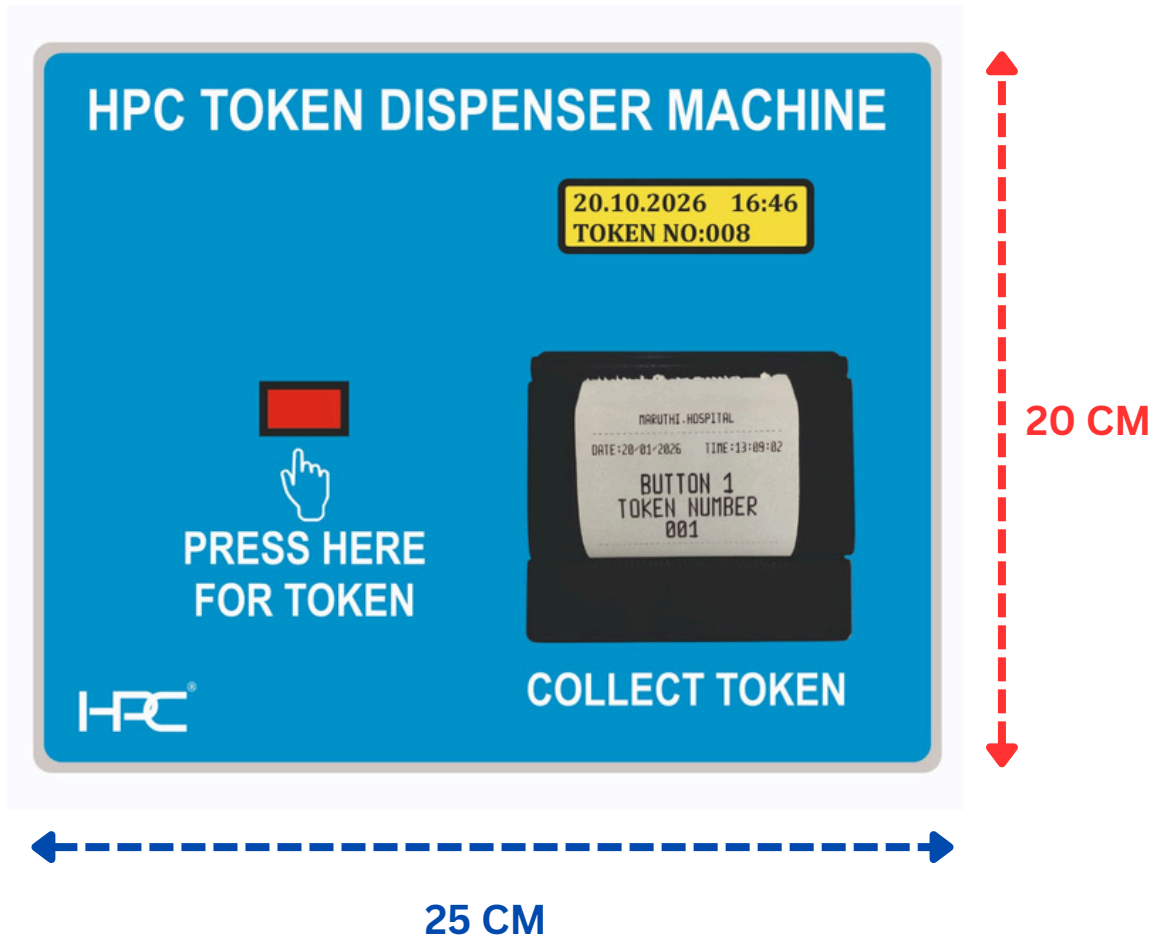 HPC TOKEN DISPENSER MACHINE
20.10.2026 16:46
TOKEN NO:008
MARUTHI.HOSPITAL
DATE:20/01/2026 TIME:13:09:02
BUTTON 1
TOKEN NUMBER
001
PRESS HERE
FOR TOKEN
COLLECT TOKEN
HPC®
20 CM
25 CM